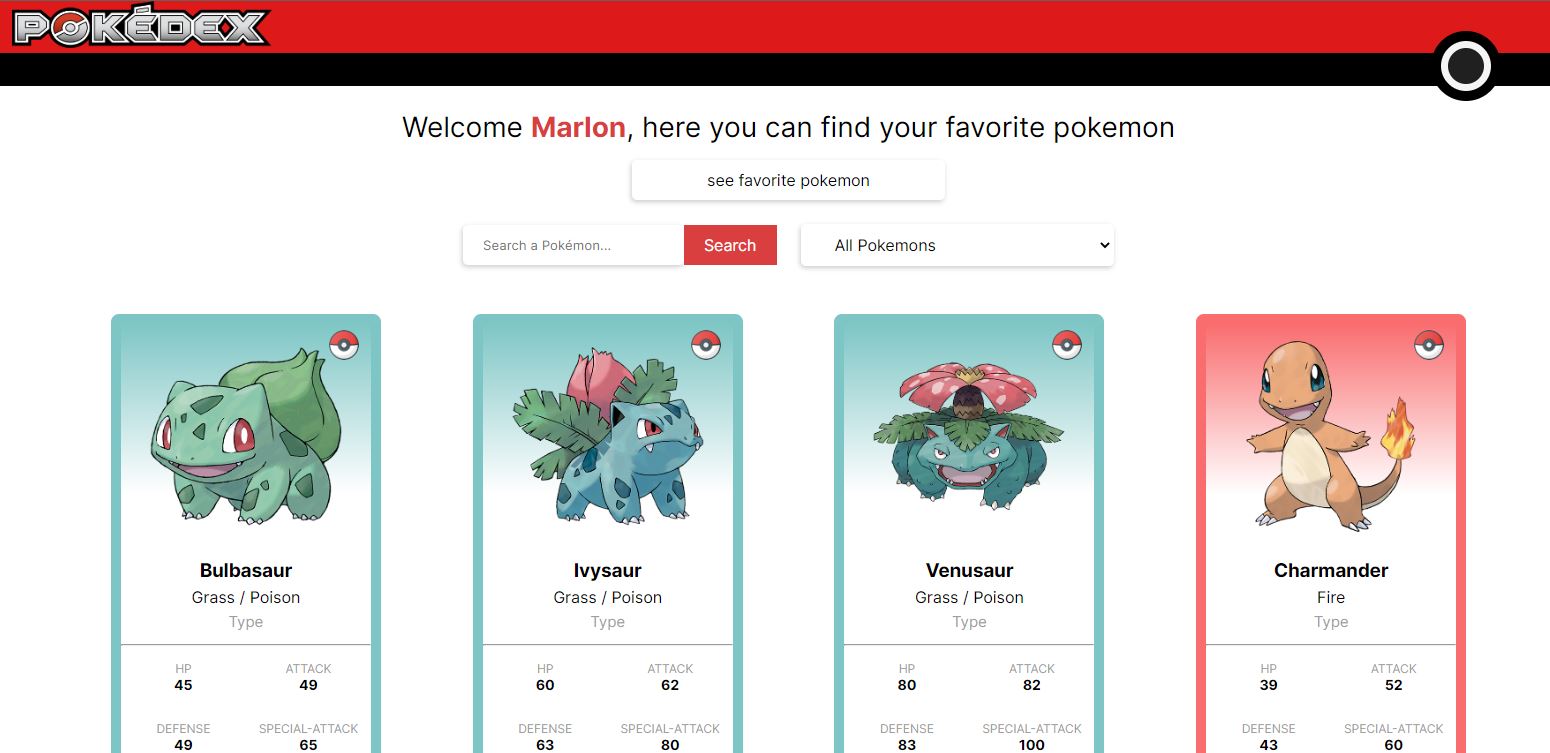 POKÉDEX
Welcome Marlon, here you can find your favorite pokemon
see favorite pokemon
Search a Pokémon...
Search
All Pokemons
Bulbasaur
Grass / Poison
Type
HP ATTACK
45 49
DEFENSE SPECIAL-ATTACK
49 65
Ivysaur
Grass / Poison
Type
HP ATTACK
60 62
DEFENSE SPECIAL-ATTACK
63 80
Venusaur
Grass / Poison
Type
HP ATTACK
80 82
DEFENSE SPECIAL-ATTACK
83 100
Charmander
Fire
Type
HP ATTACK
39 52
DEFENSE SPECIAL-ATTACK
43 60